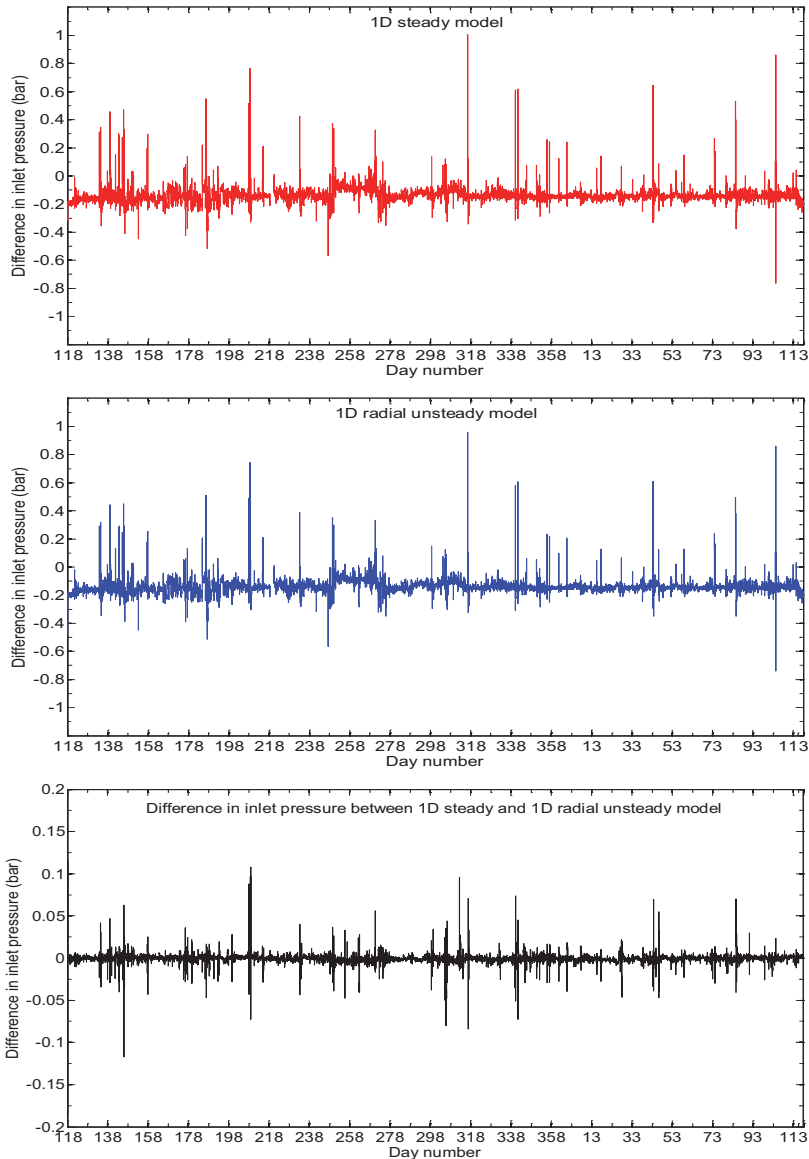 1D steady model
Difference in inlet pressure (bar)
1
0.8
0.6
0.4
0.2
0
-0.2
-0.4
-0.6
-0.8
-1
118 138 158 178 198 218 238 258 278 298 318 338 358 13 33 53 73 93 113
Day number
1D radial unsteady model
Difference in inlet pressure (bar)
1
0.8
0.6
0.4
0.2
0
-0.2
-0.4
-0.6
-0.8
-1
118 138 158 178 198 218 238 258 278 298 318 338 358 13 33 53 73 93 113
Day number
Difference in inlet pressure between 1D steady and 1D radial unsteady model
Difference in inlet pressure (bar)
0.2
0.15
0.1
0.05
0
-0.05
-0.1
-0.15
-0.2
118 138 158 178 198 218 238 258 278 298 318 338 358 13 33 53 73 93 113
Day number